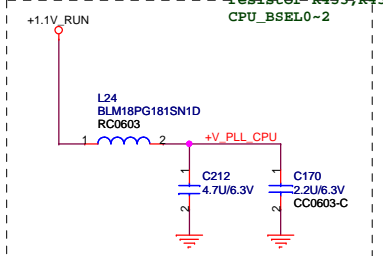 CPU_BSEL0~2
+1.1V_RUN
L24
BLM18PG181SN1D
RC0603
1
2
+V_PLL_CPU
1
C212
4.7U/6.3V
2
1
C170
2.2U/6.3V
CC0603-C
2